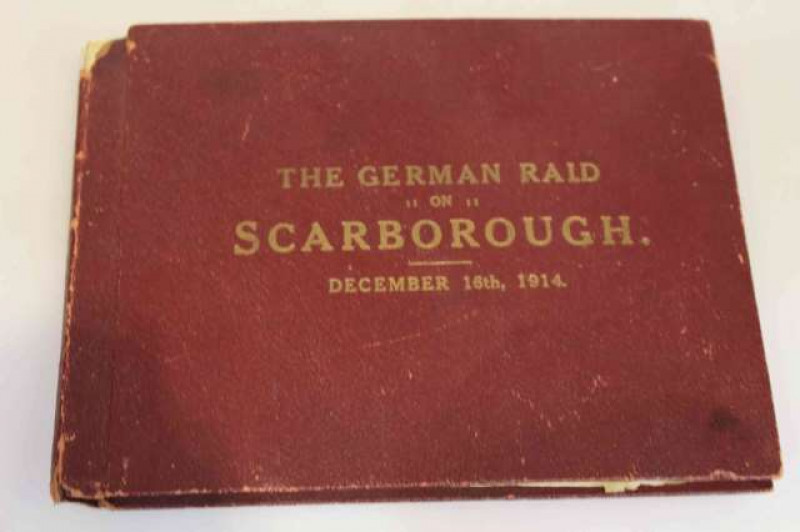 THE GERMAN RAID
" ON "
SCARBOROUGH.
DECEMBER 16th, 1914.